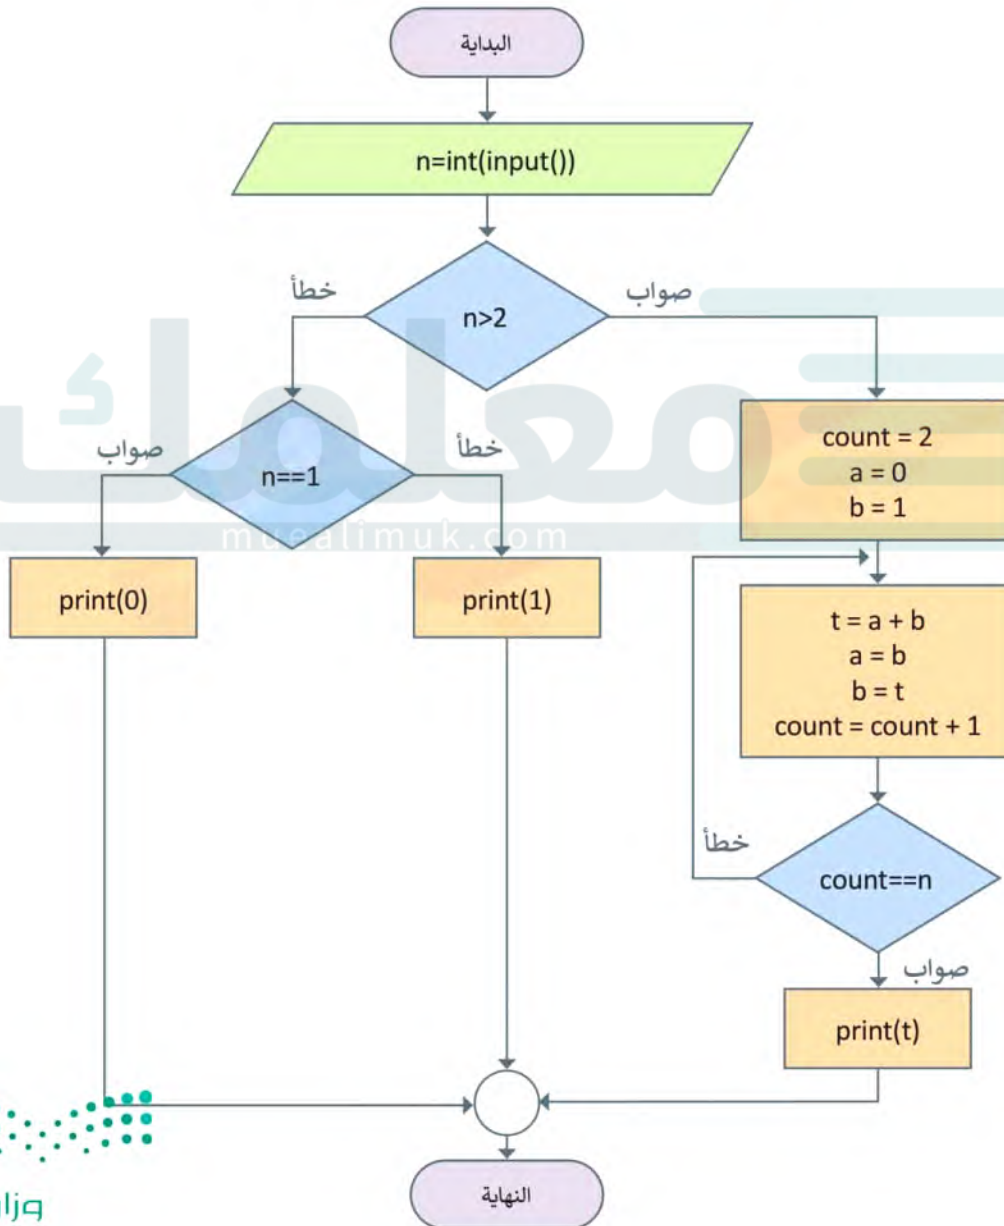 البداية
n=int(input())
n>2
خطأ
صواب
n==1
صواب
خطأ
print(0)
print(1)
count = 2
a = 0
b = 1
t = a + b
a = b
b = t
count = count + 1
count==n
خطأ
صواب
print(t)
النهاية
معلمك
muealimuk.com